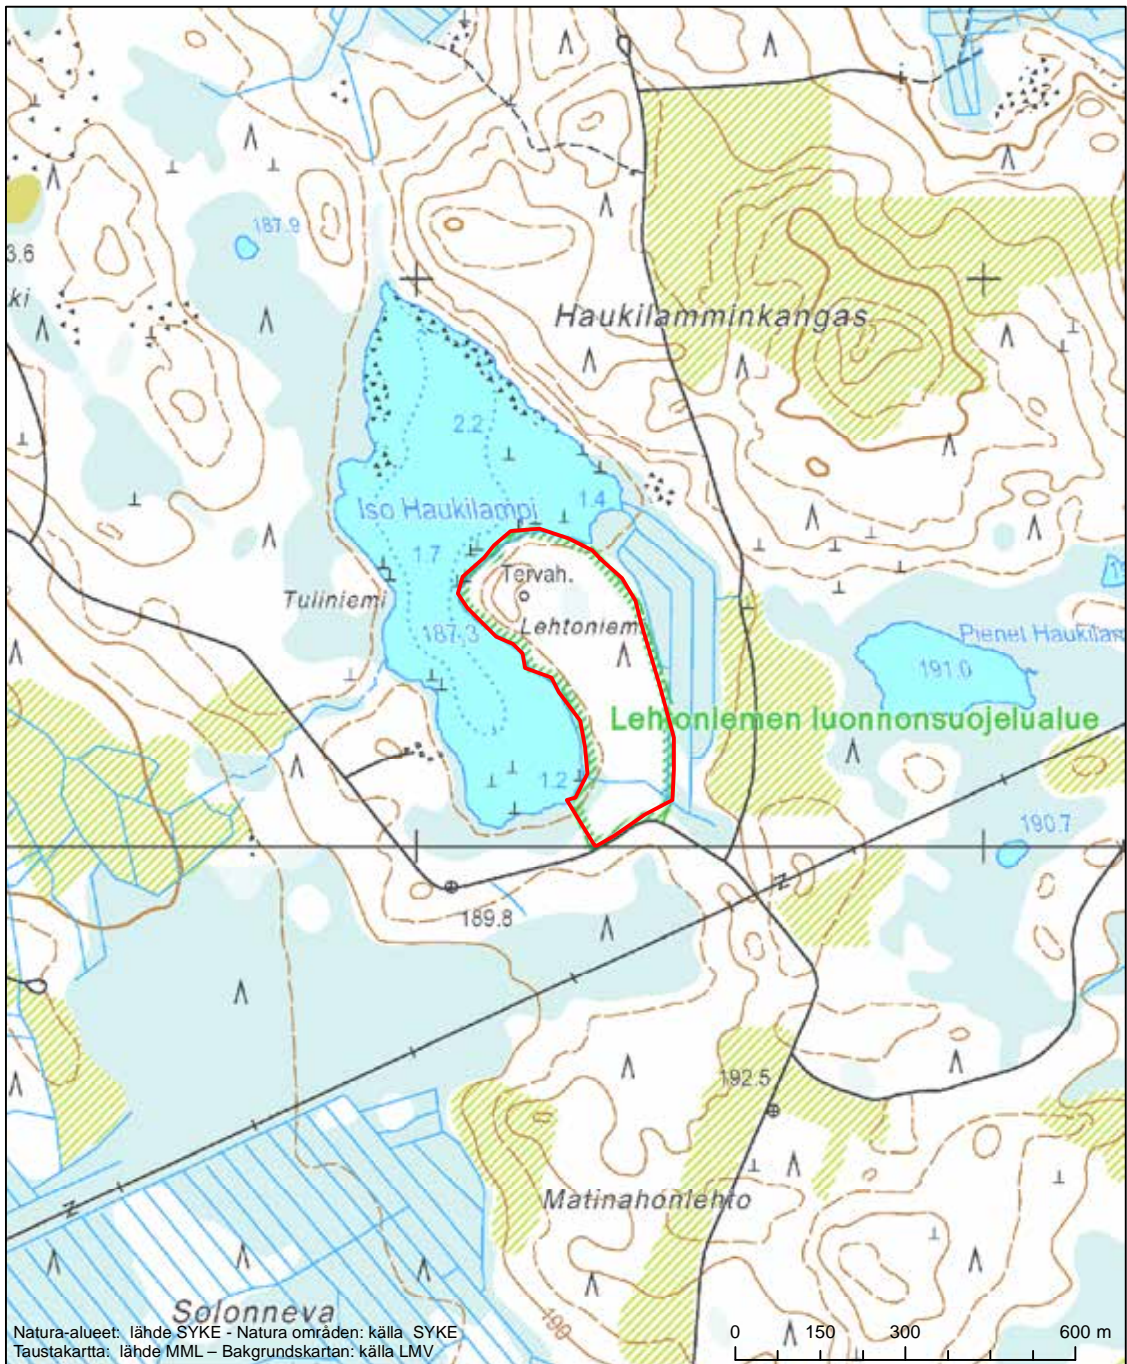 187.9
3.6
ki
Haukilamminkangas
2.2
1.4
Iso Haukilampi
1.7
Tervah.
Tuliniemi
Lehtoniem
187.3
Pienet Haukilam
191.0
Lehtoniemen luonnonsuojelualue
1.2
190.7
189.8
192.5
Matinahonlehto
Solonneva
190
Natura-alueet: lähde SYKE - Natura områden: källa SYKE
Taustakartta: lähde MML – Bakgrundskartan: källa LMV
0 150 300 600 m